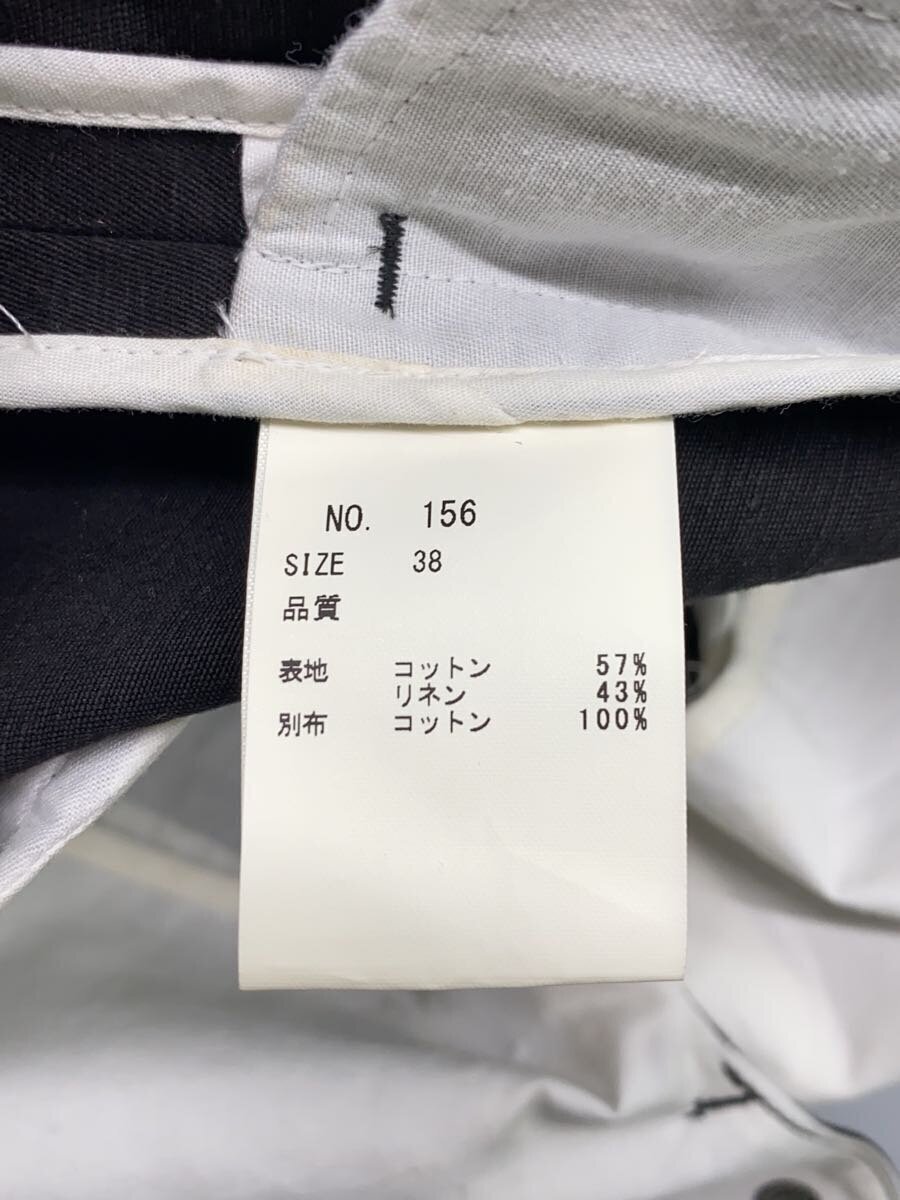 NO. 156
SIZE 38
品質
表地 コットン 57%
リネン 43%
別布 コットン 100%